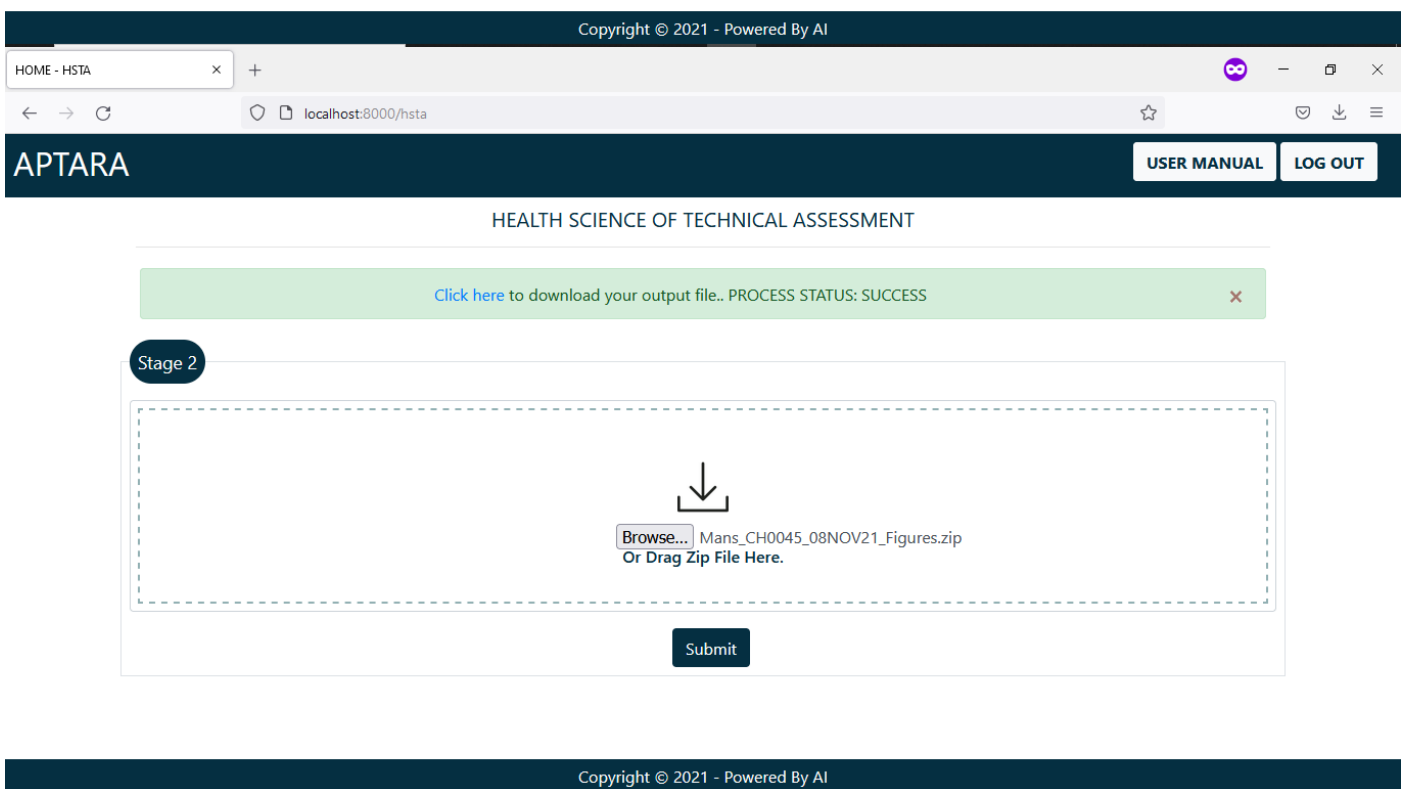 Copyright © 2021 - Powered By AI
HOME - HSTA
localhost:8000/hsta
APTARA
USER MANUAL
LOG OUT
HEALTH SCIENCE OF TECHNICAL ASSESSMENT
Click here to download your output file.. PROCESS STATUS: SUCCESS
Stage 2
Browse... Mans_CH0045_08NOV21_Figures.zip
Or Drag Zip File Here.
Submit
Copyright © 2021 - Powered By AI